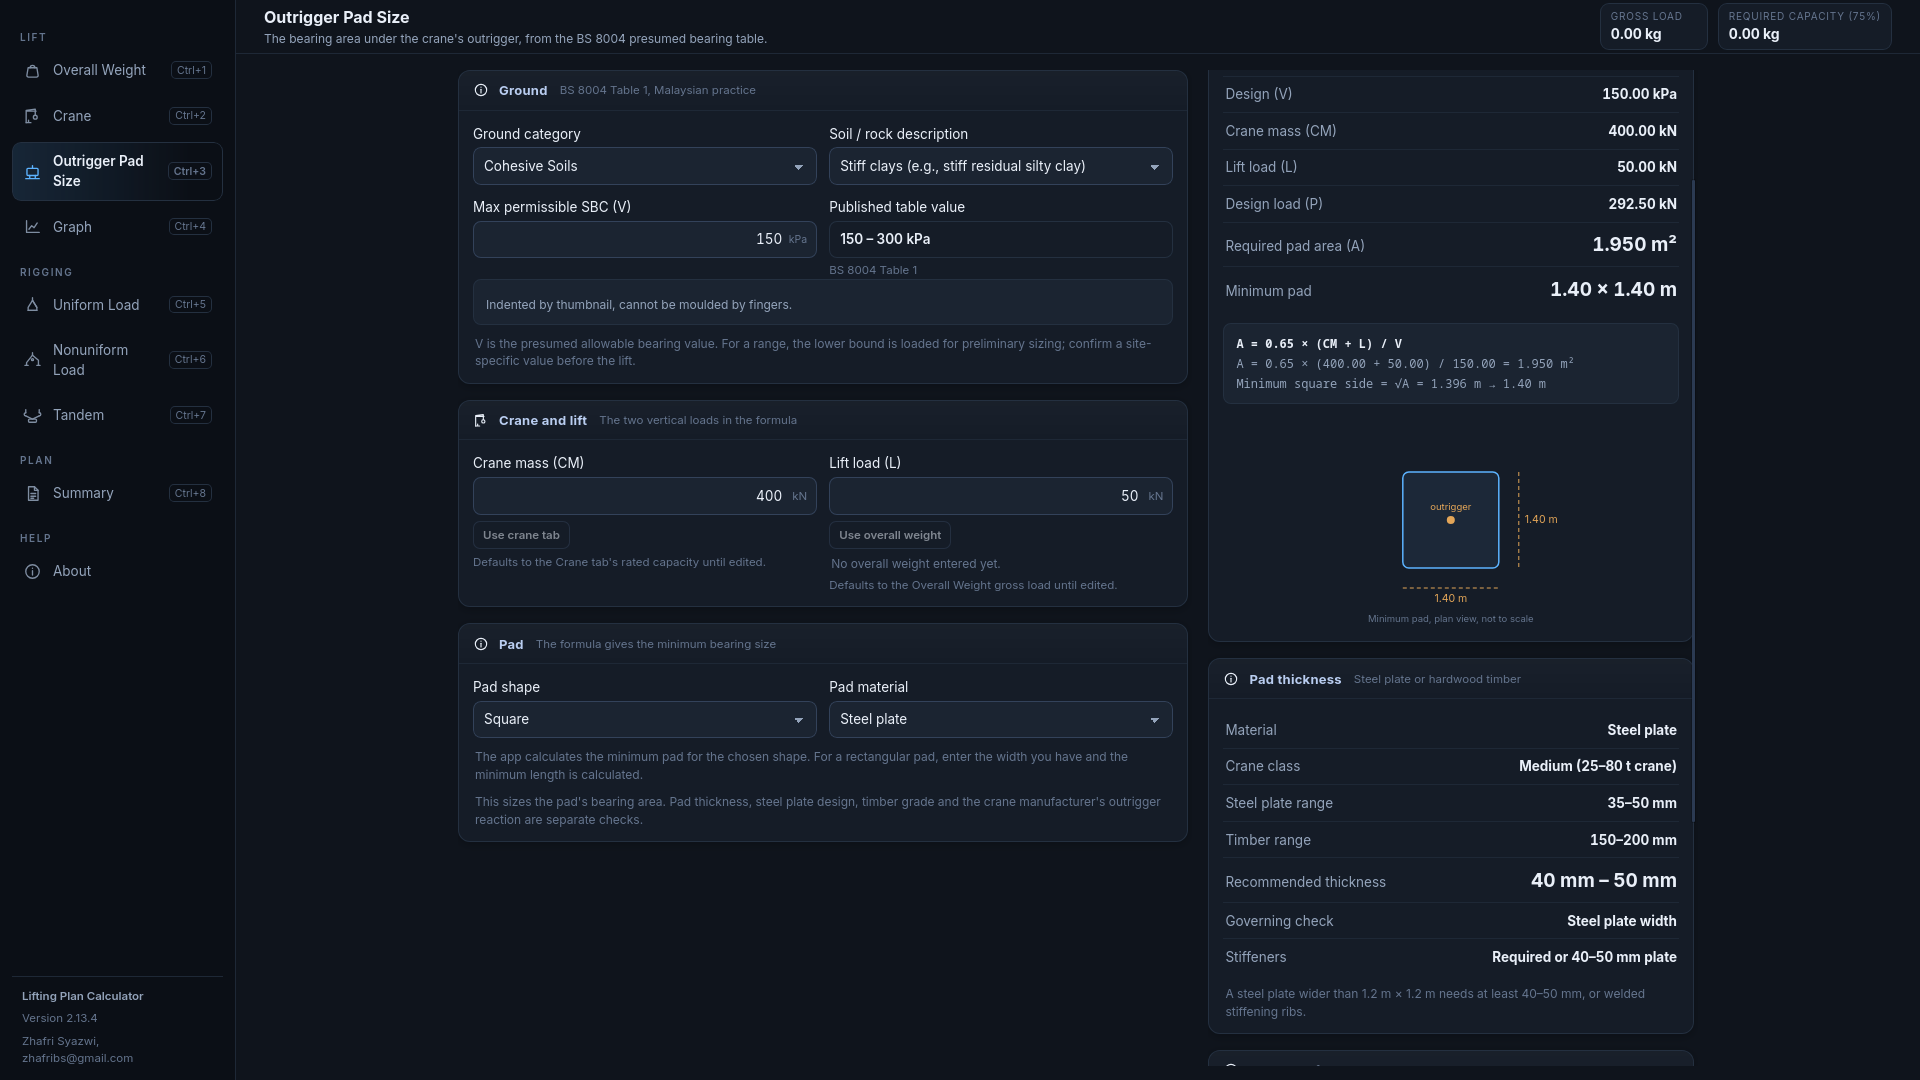 LIFT
Overall Weight Ctrl+1
Crane Ctrl+2
Outrigger Pad
Size
Ctrl+3
Graph Ctrl+4
RIGGING
Uniform Load Ctrl+5
Nonuniform
Load
Ctrl+6
Tandem Ctrl+7
PLAN
Summary Ctrl+8
HELP
About
Lifting Plan Calculator
Version 2.13.4
Zhafri Syazwi,
zhafribs@gmail.com
Outrigger Pad Size
The bearing area under the crane's outrigger, from the BS 8004 presumed bearing table.
GROSS LOAD
0.00 kg
REQUIRED CAPACITY (75%)
0.00 kg
Ground BS 8004 Table 1, Malaysian practice
Ground category
Cohesive Soils
Soil / rock description
Stiff clays (e.g., stiff residual silty clay)
Max permissible SBC (V)
150 kPa
Published table value
150 – 300 kPa
BS 8004 Table 1
Indented by thumbnail, cannot be moulded by fingers.
V is the presumed allowable bearing value. For a range, the lower bound is loaded for preliminary sizing; confirm a site-
specific value before the lift.
Crane and lift The two vertical loads in the formula
Crane mass (CM)
400 kN
Use crane tab
Defaults to the Crane tab's rated capacity until edited.
Lift load (L)
50 kN
Use overall weight
No overall weight entered yet.
Defaults to the Overall Weight gross load until edited.
Pad The formula gives the minimum bearing size
Pad shape
Square
Pad material
Steel plate
The app calculates the minimum pad for the chosen shape. For a rectangular pad, enter the width you have and the
minimum length is calculated.
This sizes the pad's bearing area. Pad thickness, steel plate design, timber grade and the crane manufacturer's outrigger
reaction are separate checks.
Design (V) 150.00 kPa
Crane mass (CM) 400.00 kN
Lift load (L) 50.00 kN
Design load (P) 292.50 kN
Required pad area (A) 1.950 m²
Minimum pad 1.40 × 1.40 m
A = 0.65 × (CM + L) / V
A = 0.65 × (400.00 + 50.00) / 150.00 = 1.950 m²
Minimum square side = √A = 1.396 m → 1.40 m
outrigger
1.40 m
1.40 m
Minimum pad, plan view, not to scale
Pad thickness Steel plate or hardwood timber
Material Steel plate
Crane class Medium (25–80 t crane)
Steel plate range 35–50 mm
Timber range 150–200 mm
Recommended thickness 40 mm – 50 mm
Governing check Steel plate width
Stiffeners Required or 40–50 mm plate
A steel plate wider than 1.2 m × 1.2 m needs at least 40–50 mm, or welded
stiffening ribs.